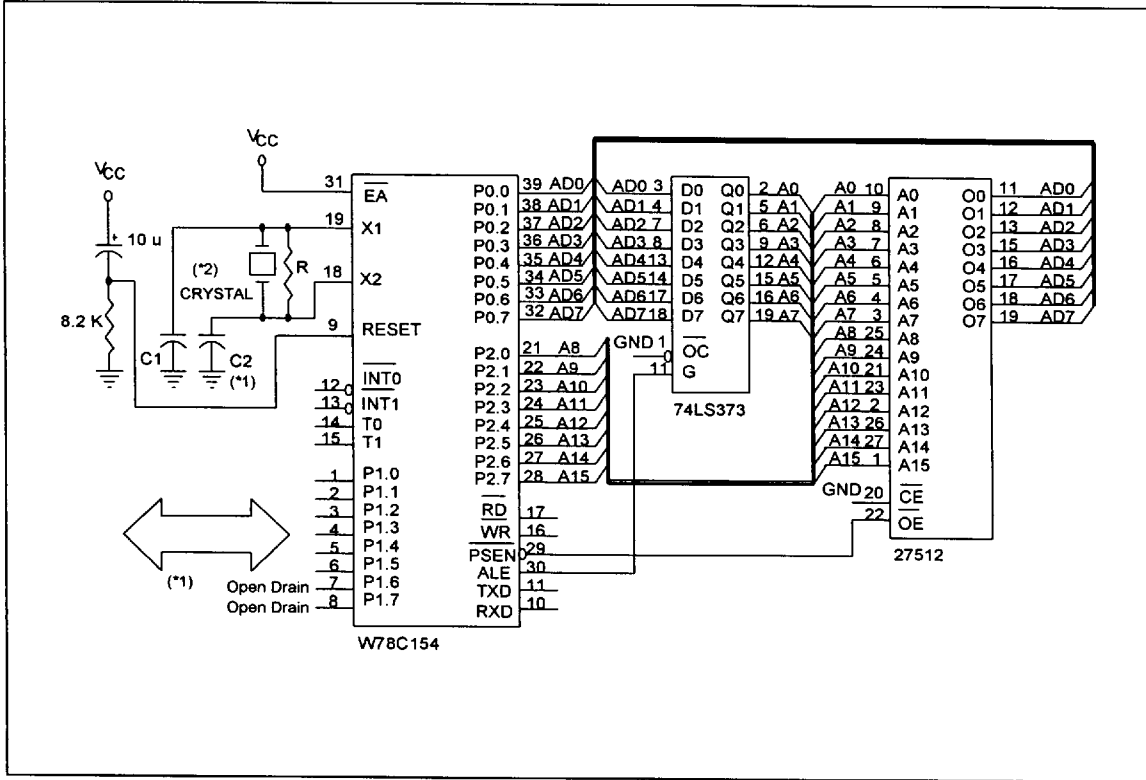 VCC
10 u
8.2 K
VCC
31
19
18
9
(*2)
CRYSTAL
R
C1
C2
(*1)
12
13
14
15
1
2
3
4
5
6
7
8
(*1)
Open Drain
Open Drain
EA
X1
X2
RESET
INT0
INT1
T0
T1
P1.0
P1.1
P1.2
P1.3
P1.4
P1.5
P1.6
P1.7
P0.0 39 AD0
P0.1 38 AD1
P0.2 37 AD2
P0.3 36 AD3
P0.4 35 AD4
P0.5 34 AD5
P0.6 33 AD6
P0.7 32 AD7
P2.0 21 A8
P2.1 22 A9
P2.2 23 A10
P2.3 24 A11
P2.4 25 A12
P2.5 26 A13
P2.6 27 A14
P2.7 28 A15
RD 17
WR 16
PSEN 29
ALE 30
TXD 11
RXD 10
W78C154
AD0 3 D0 Q0 2 A0
AD1 4 D1 Q1 5 A1
AD2 7 D2 Q2 6 A2
AD3 8 D3 Q3 9 A3
AD4 13 D4 Q4 12 A4
AD5 14 D5 Q5 15 A5
AD6 17 D6 Q6 16 A6
AD7 18 D7 Q7 19 A7
GND 1 OC
11 G
74LS373
A0 10 A0
A1 9 A1
A2 8 A2
A3 7 A3
A4 6 A4
A5 5 A5
A6 4 A6
A7 3 A7
A8 25 A8
A9 24 A9
A10 21 A10
A11 23 A11
A12 2 A12
A13 26 A13
A14 27 A14
A15 1 A15
GND 20 CE
22 OE
O0 11 AD0
O1 12 AD1
O2 13 AD2
O3 15 AD3
O4 16 AD4
O5 17 AD5
O6 18 AD6
O7 19 AD7
27512